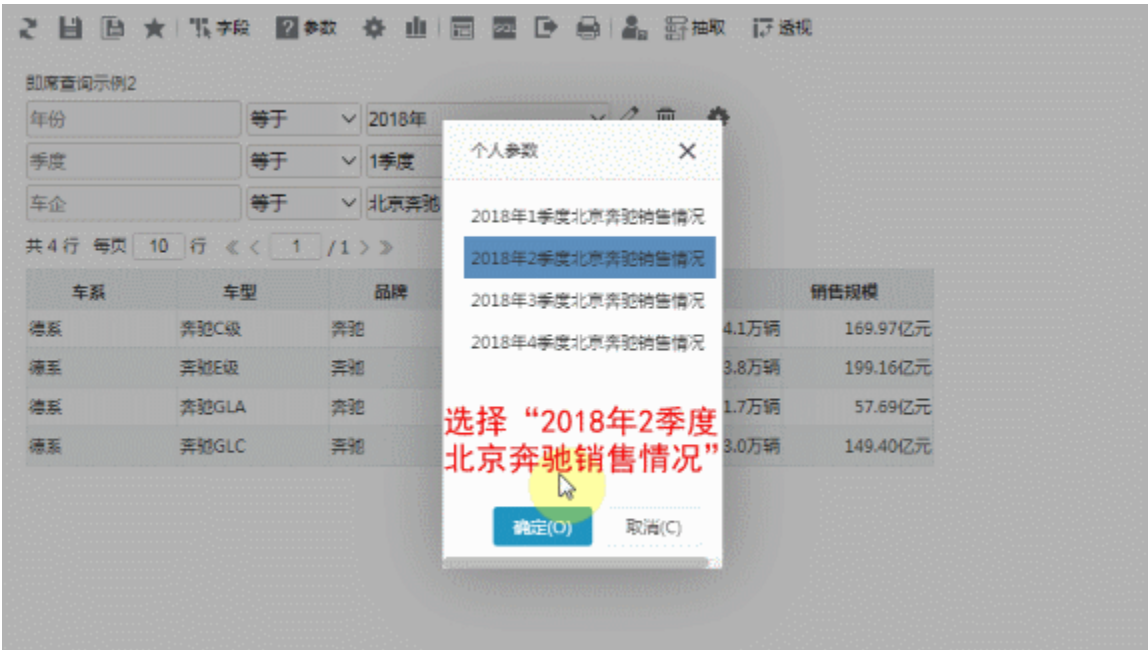 字段 参数 抽取 透视
即席查询示例2
年份 等于 2018年
季度 等于 1季度
车企 等于 北京奔驰
共 4 行 每页 10 行 1 / 1
车系 车型 品牌 销售规模
德系 奔驰C级 奔驰 4.1万辆 169.97亿元
德系 奔驰E级 奔驰 3.8万辆 199.16亿元
德系 奔驰GLA 奔驰 1.7万辆 57.69亿元
德系 奔驰GLC 奔驰 3.0万辆 149.40亿元
个人参数
2018年1季度北京奔驰销售情况
2018年2季度北京奔驰销售情况
2018年3季度北京奔驰销售情况
2018年4季度北京奔驰销售情况
选择“2018年2季度
北京奔驰销售情况”
确定(O) 取消(C)